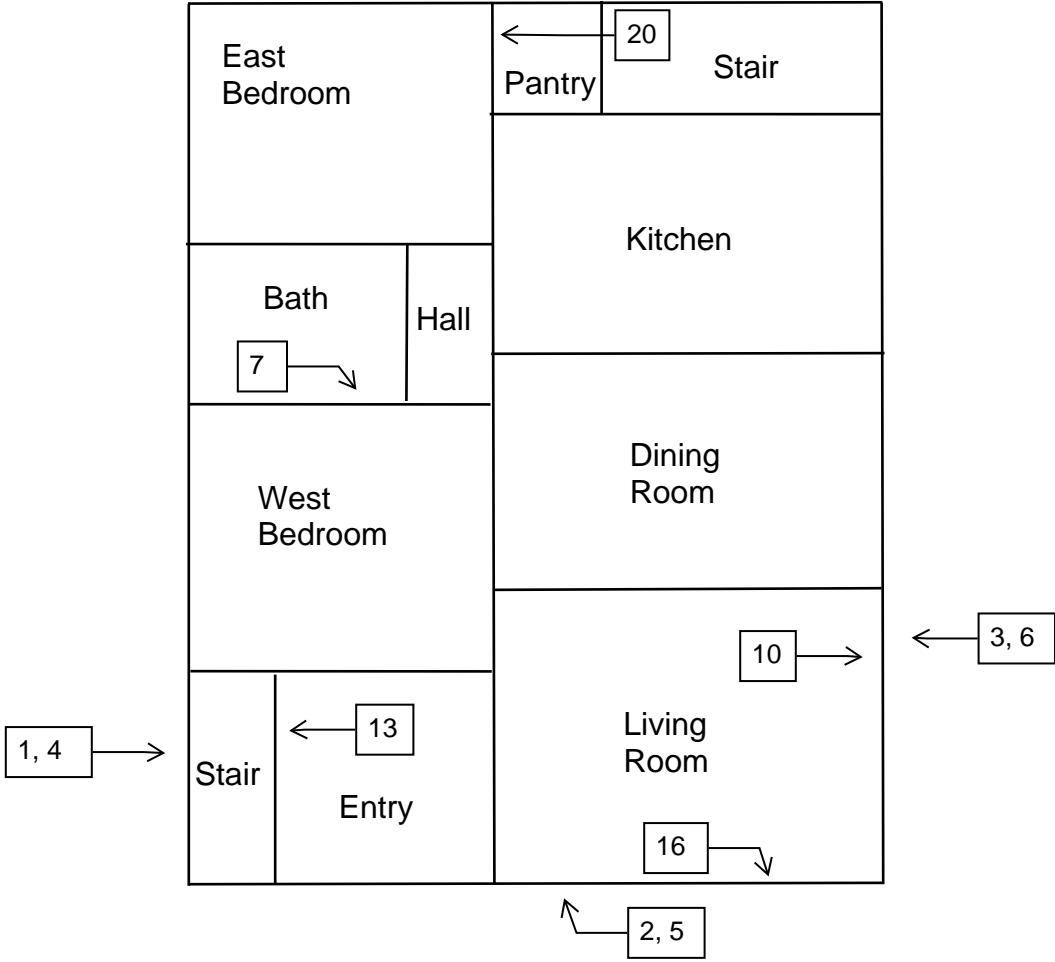 East
Bedroom
20
Pantry
Stair
Kitchen
Bath
Hall
7
Dining
Room
West
Bedroom
3, 6
10
13
1, 4
Living
Room
Stair
Entry
16
2, 5